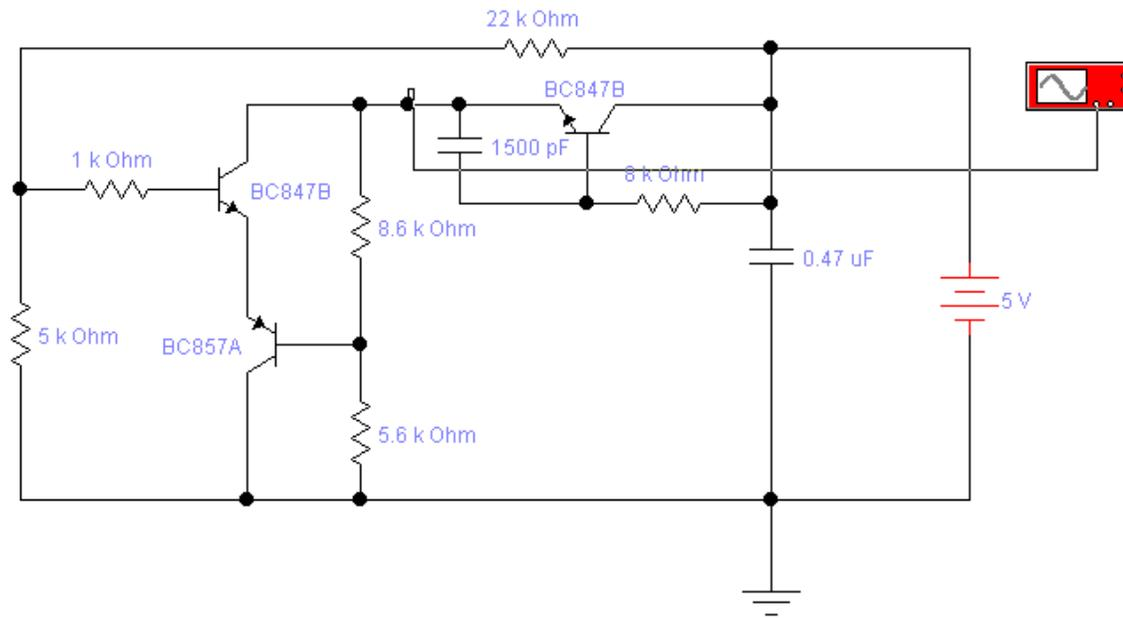 22 k Ohm
BC847B
1500 pF
1 k Ohm
8 k Ohm
BC847B
8.6 k Ohm
0.47 uF
5 V
5 k Ohm
BC857A
5.6 k Ohm